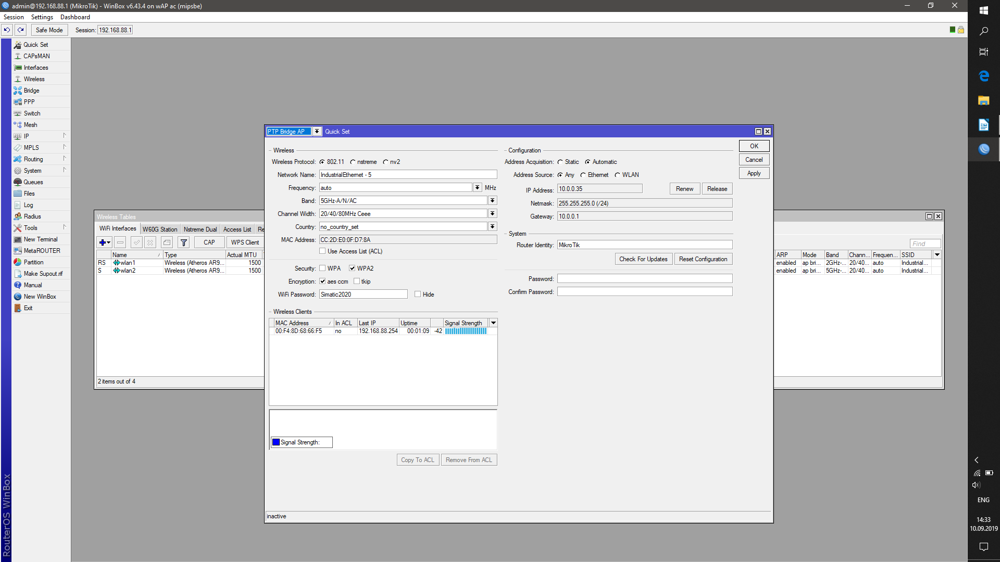 admin@192.168.88.1 (MikroTik) - WinBox v6.43.4 on wAP ac (mipsbe)
Session Settings Dashboard
Safe Mode Session: 192.168.88.1
Quick Set
CAPsMAN
Interfaces
Wireless
Bridge
PPP
Switch
Mesh
IP
MPLS
Routing
System
Queues
Files
Log
Radius
Tools
New Terminal
MetaROUTER
Partition
Make Supout.rif
Manual
New WinBox
Exit
RouterOS WinBox
Wireless Tables
WiFi Interfaces W60G Station Nstreme Dual Access List Re
CAP WPS Client
Find
Name Type Actual MTU
RS wlan1 Wireless (Atheros AR9... 1500
S wlan2 Wireless (Atheros AR9... 1500
2 items out of 4
ARP Mode Band Chann... Frequen... SSID
enabled ap bri... 2GHz-... 20/40... auto Industrial...
enabled ap bri... 5GHz-... 20/40... auto Industrial...
PTP Bridge AP Quick Set
Wireless
Wireless Protocol: 802.11 nstreme nv2
Network Name: IndustrialEthernet - 5
Frequency: auto MHz
Band: 5GHz-A/N/AC
Channel Width: 20/40/80MHz Ceee
Country: no_country_set
MAC Address: CC:2D:E0:0F:D7:8A
Use Access List (ACL)
Security: WPA WPA2
Encryption: aes ccm tkip
WiFi Password: Simatic2020 Hide
Wireless Clients
MAC Address In ACL Last IP Uptime Signal Strength
00:F4:8D:68:66:F5 no 192.168.88.254 00:01:09 -42
Signal Strength:
Copy To ACL Remove From ACL
inactive
Configuration
Address Acquisition: Static Automatic
Address Source: Any Ethernet WLAN
IP Address: 10.0.0.35 Renew Release
Netmask: 255.255.255.0 (/24)
Gateway: 10.0.0.1
System
Router Identity: MikroTik
Check For Updates Reset Configuration
Password:
Confirm Password:
OK
Cancel
Apply
ENG
14:33
10.09.2019